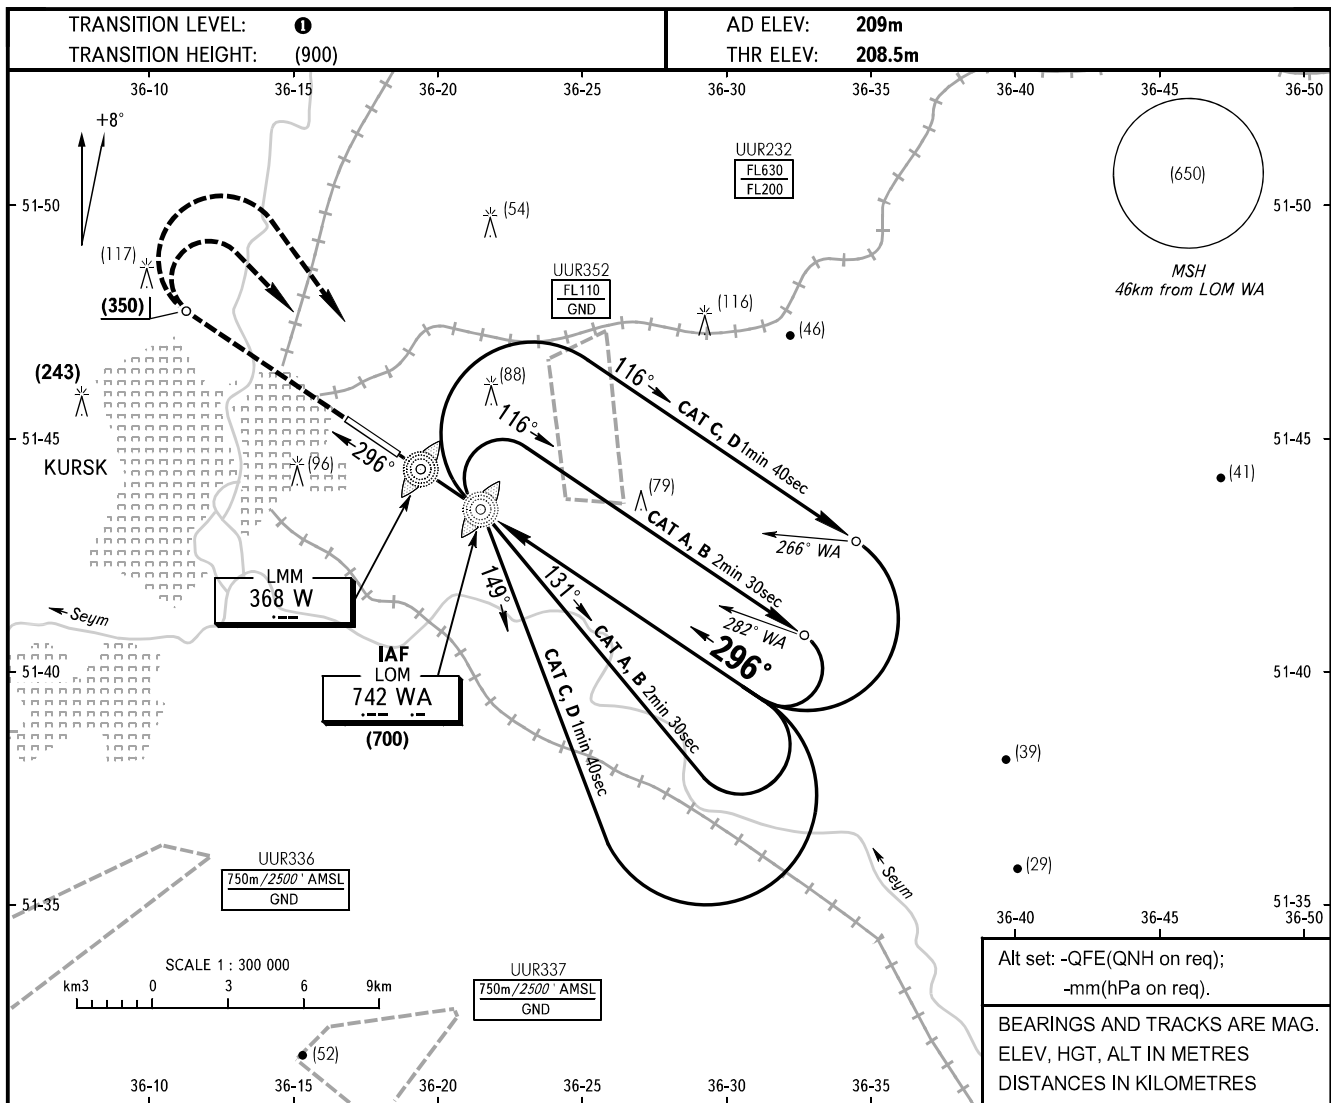 TRANSITION LEVEL: ❶
TRANSITION HEIGHT: (900)
AD ELEV: 209m
THR ELEV: 208.5m
36-10 36-15 36-20 36-25 36-30 36-35 36-40 36-45 36-50
+8°
UUR232
FL630
FL200
(650)
51-50 51-50
(54)
MSH
46km from LOM WA
(117)
UUR352
FL110
GND
(350)
(116)
(46)
(243)
(88)
116°
CAT C, D 1min 40sec
116°
CAT A, B 2min 30sec
51-45 51-45
KURSK
296°
(96)
(41)
(79)
266° WA
LMM
368 W
149°
131°
CAT A, B 2min 30sec
282° WA
296°
Seym
IAF
LOM
742 WA
(700)
51-40 51-40
CAT C, D 1min 40sec
(39)
UUR336
750m/2500' AMSL
GND
(29)
Seym
51-35 51-35
36-40 36-45 36-50
SCALE 1 : 300 000
km3 0 3 6 9km
UUR337
750m/2500' AMSL
GND
(52)
36-10 36-15 36-20 36-25 36-30 36-35
Alt set: -QFE(QNH on req);
-mm(hPa on req).
BEARINGS AND TRACKS ARE MAG.
ELEV, HGT, ALT IN METRES
DISTANCES IN KILOMETRES